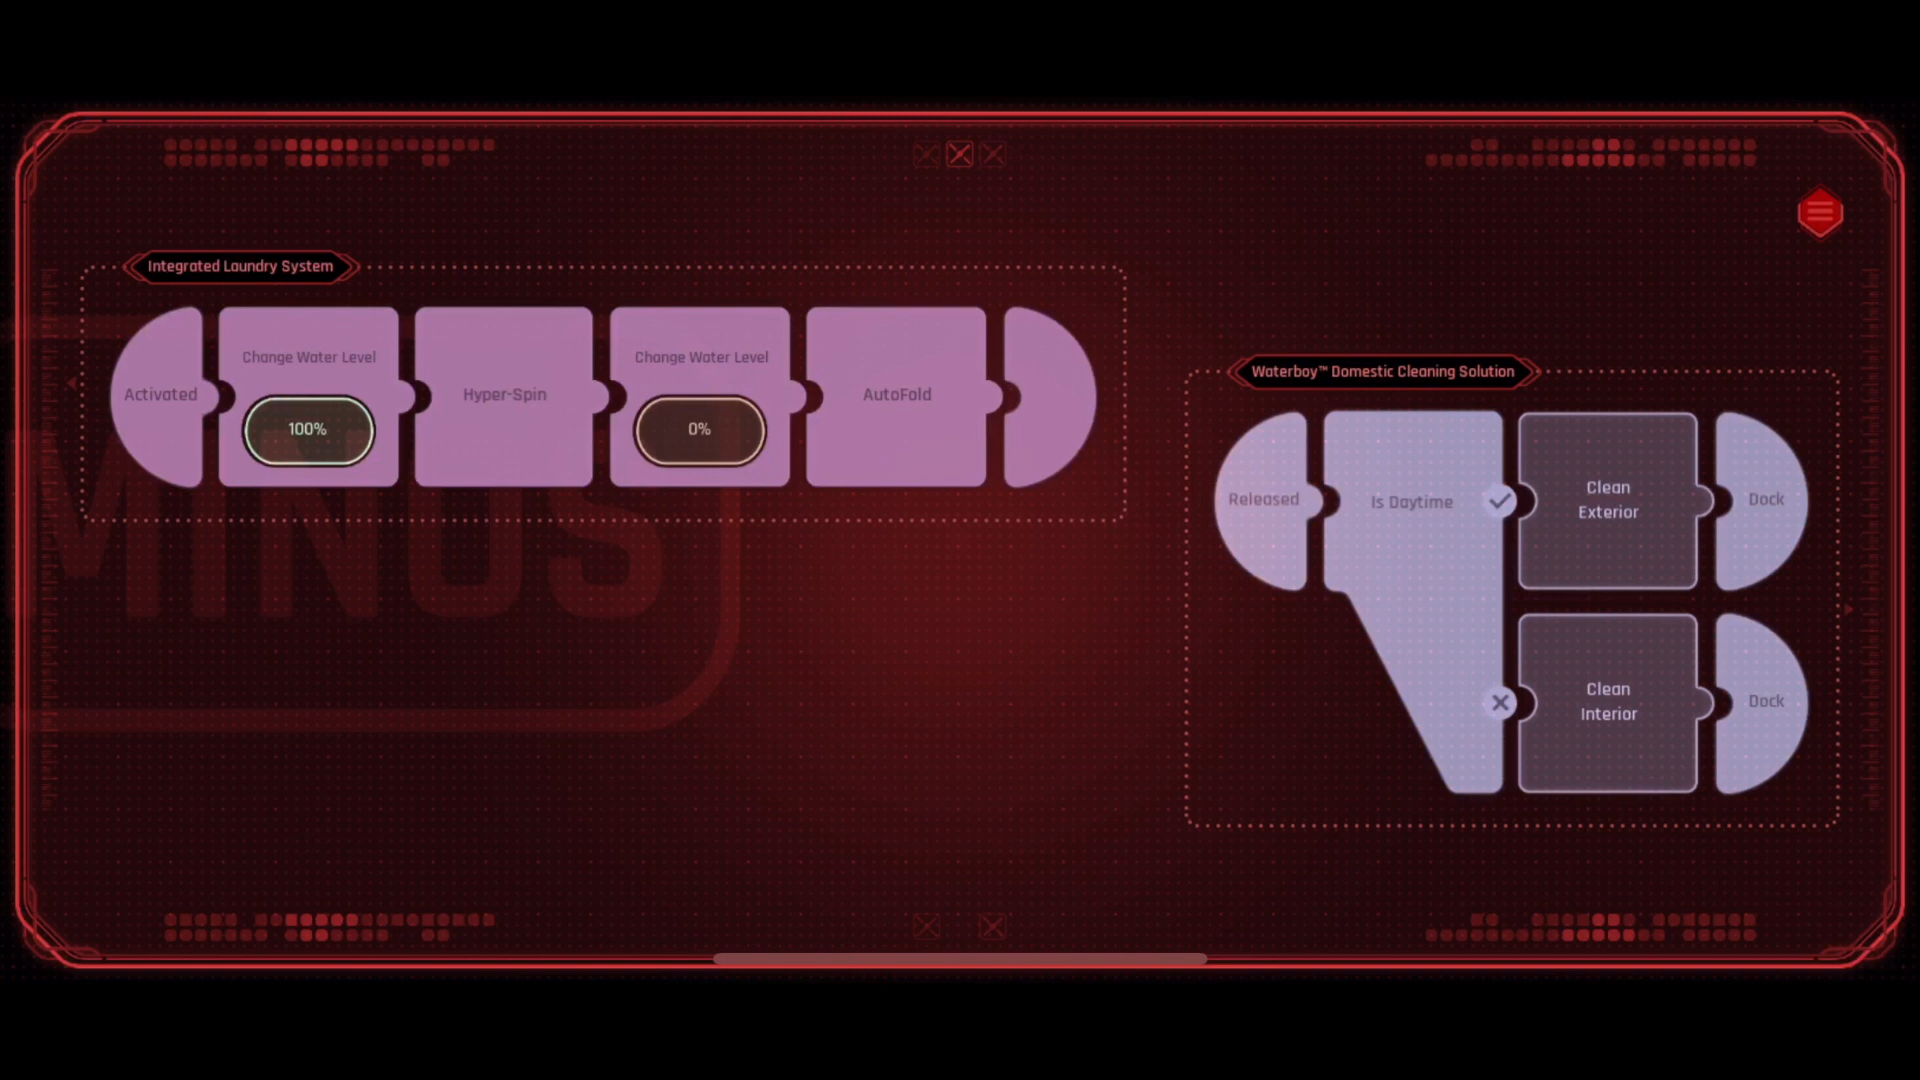 Integrated Laundry System
Activated
Change Water Level
100%
Hyper-Spin
Change Water Level
0%
AutoFold
MINUS
Waterboy™ Domestic Cleaning Solution
Released
Is Daytime
Clean
Exterior
Dock
Clean
Interior
Dock